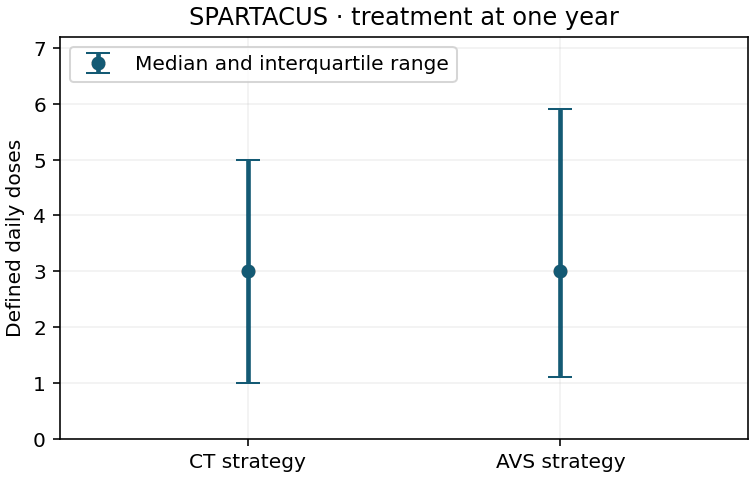 SPARTACUS · treatment at one year
Median and interquartile range
Defined daily doses
7
6
5
4
3
2
1
0
CT strategy
AVS strategy